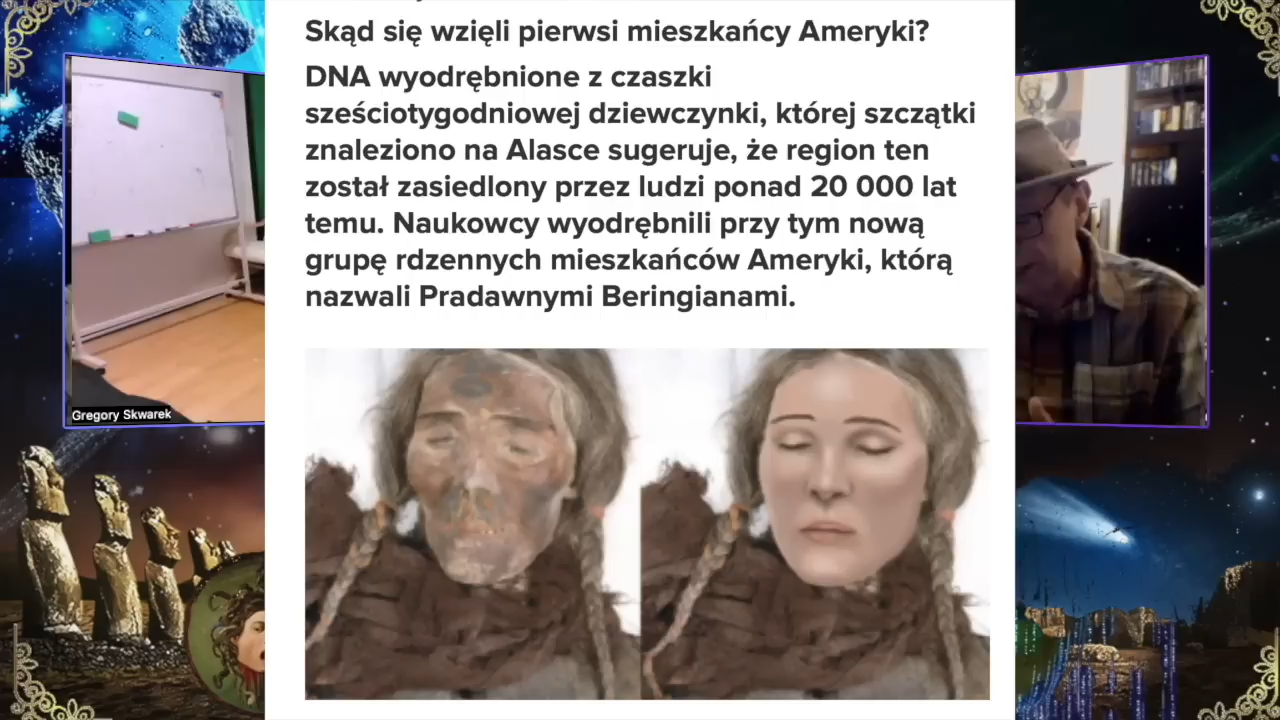 Skąd się wzięli pierwsi mieszkańcy Ameryki?
DNA wyodrębnione z czaszki
sześciotygodniowej dziewczynki, której szczątki
znaleziono na Alasce sugeruje, że region ten
został zasiedlony przez ludzi ponad 20 000 lat
temu. Naukowcy wyodrębnili przy tym nową
grupę rdzennych mieszkańców Ameryki, którą
nazwali Pradawnymi Beringianami.
Gregory Skwarek